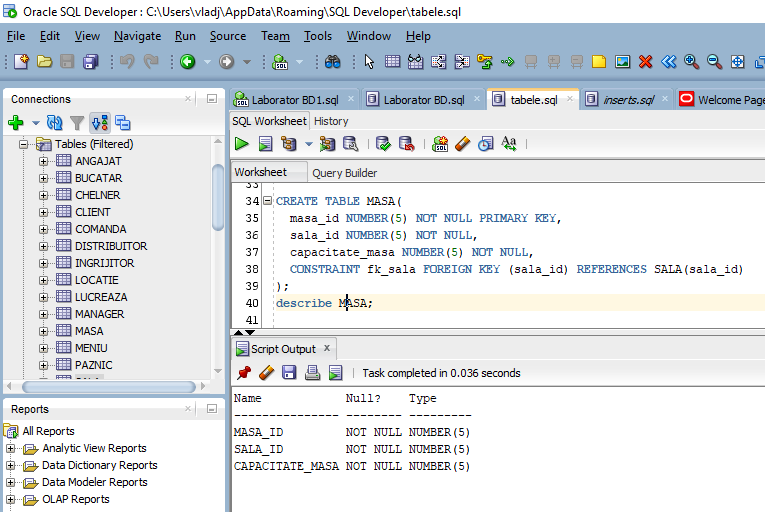 Oracle SQL Developer : C:\Users\vladj\AppData\Roaming\SQL Developer\tabele.sql
File Edit View Navigate Run Source Team Tools Window Help
Connections
Tables (Filtered)
ANGAJAT
BUCATAR
CHELNER
CLIENT
COMANDA
DISTRIBUITOR
INGRIJITOR
LOCATIE
LUCREAZA
MANAGER
MASA
MENIU
PAZNIC
Reports
All Reports
Analytic View Reports
Data Dictionary Reports
Data Modeler Reports
OLAP Reports
Laborator BD1.sql Laborator BD.sql tabele.sql inserts.sql Welcome Page
SQL Worksheet History
Worksheet Query Builder
33
34 CREATE TABLE MASA(
35 masa_id NUMBER(5) NOT NULL PRIMARY KEY,
36 sala_id NUMBER(5) NOT NULL,
37 capacitate_masa NUMBER(5) NOT NULL,
38 CONSTRAINT fk_sala FOREIGN KEY (sala_id) REFERENCES SALA(sala_id)
39 );
40 describe MASA;
41
Script Output x
Task completed in 0.036 seconds
Name Null? Type
--------------- -------- ---------
MASA_ID NOT NULL NUMBER(5)
SALA_ID NOT NULL NUMBER(5)
CAPACITATE_MASA NOT NULL NUMBER(5)